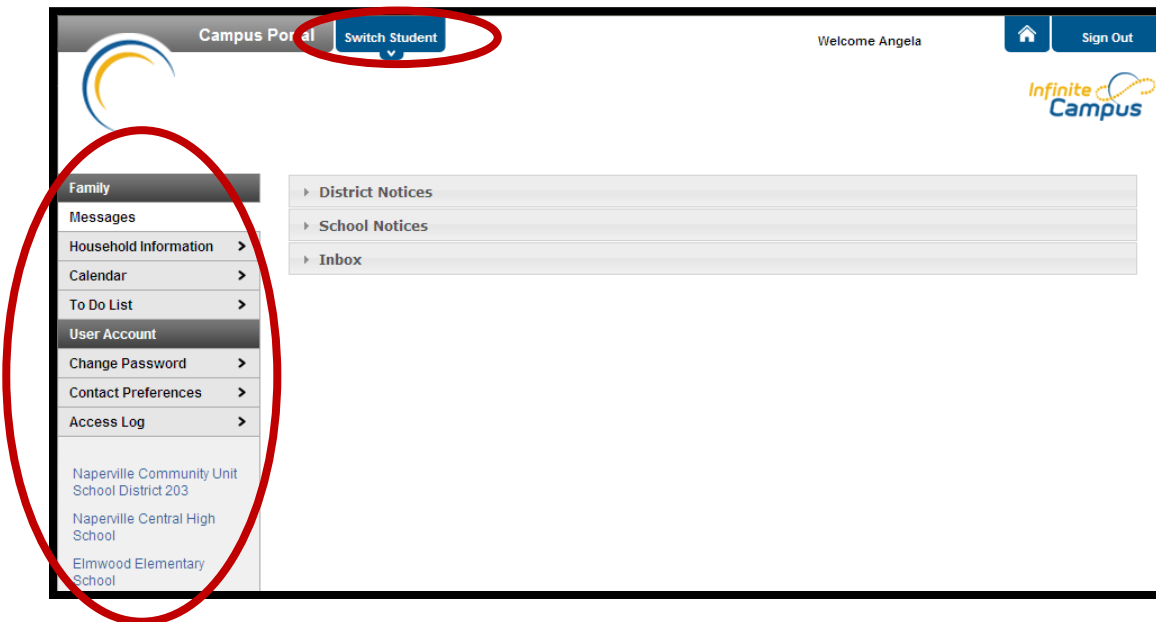 Campus Portal
Switch Student
Welcome Angela
Sign Out
Infinite
Campus
Family
Messages
Household Information
Calendar
To Do List
User Account
Change Password
Contact Preferences
Access Log
Naperville Community Unit
School District 203
Naperville Central High
School
Elmwood Elementary
School
District Notices
School Notices
Inbox